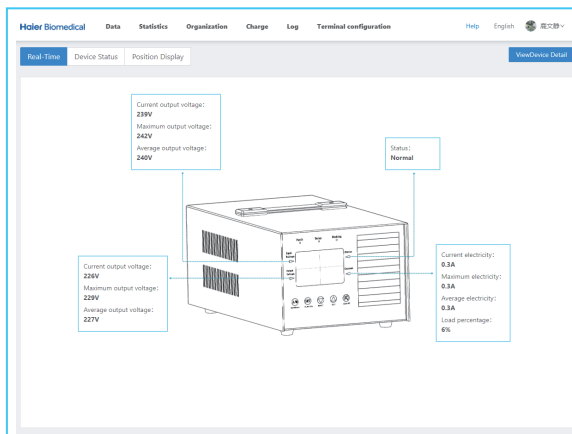 Haier Biomedical
Data
Statistics
Organization
Charge
Log
Terminal configuration
Help
English
Real-Time
Device Status
Position Display
ViewDevice Detail
Current output voltage:
239V
Maximum output voltage:
242V
Average output voltage:
240V
Status:
Normal
Current output voltage:
226V
Maximum output voltage:
229V
Average output voltage:
227V
Current electricity:
0.3A
Maximum electricity:
0.3A
Average electricity:
0.3A
Load percentage:
6%